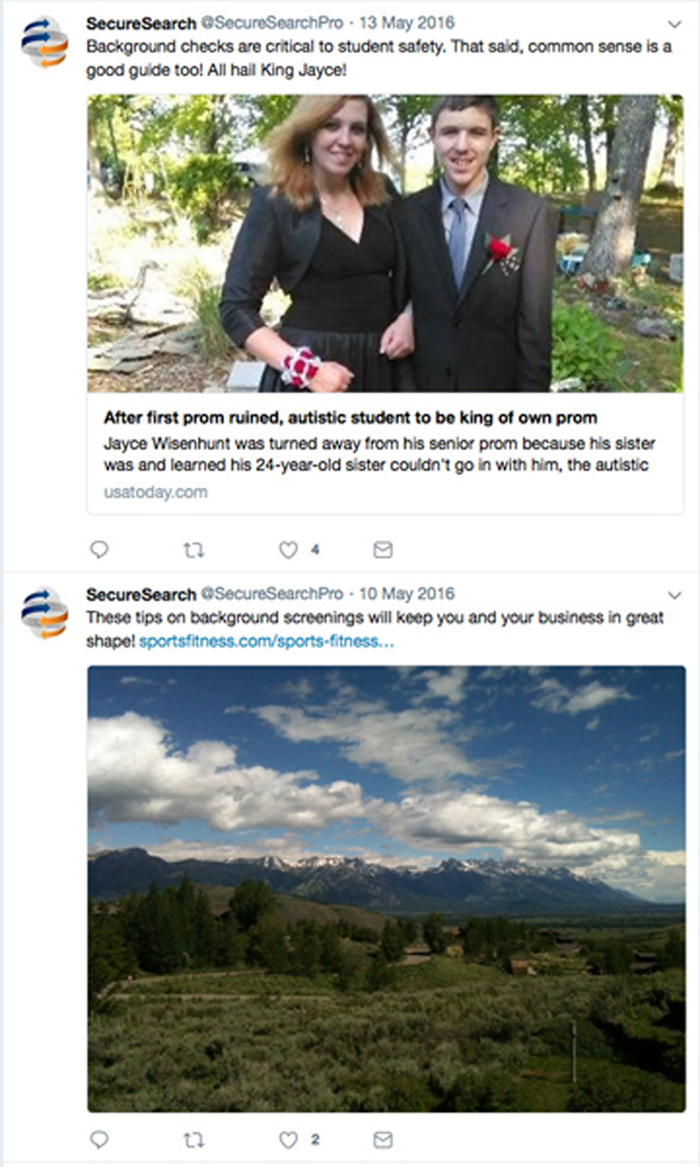 SecureSearch @SecureSearchPro · 13 May 2016
Background checks are critical to student safety. That said, common sense is a
good guide too! All hail King Jayce!
After first prom ruined, autistic student to be king of own prom
Jayce Wisenhunt was turned away from his senior prom because his sister
was and learned his 24-year-old sister couldn't go in with him, the autistic
usatoday.com
4
SecureSearch @SecureSearchPro · 10 May 2016
These tips on background screenings will keep you and your business in great
shape! sportsfitness.com/sports-fitness...
2